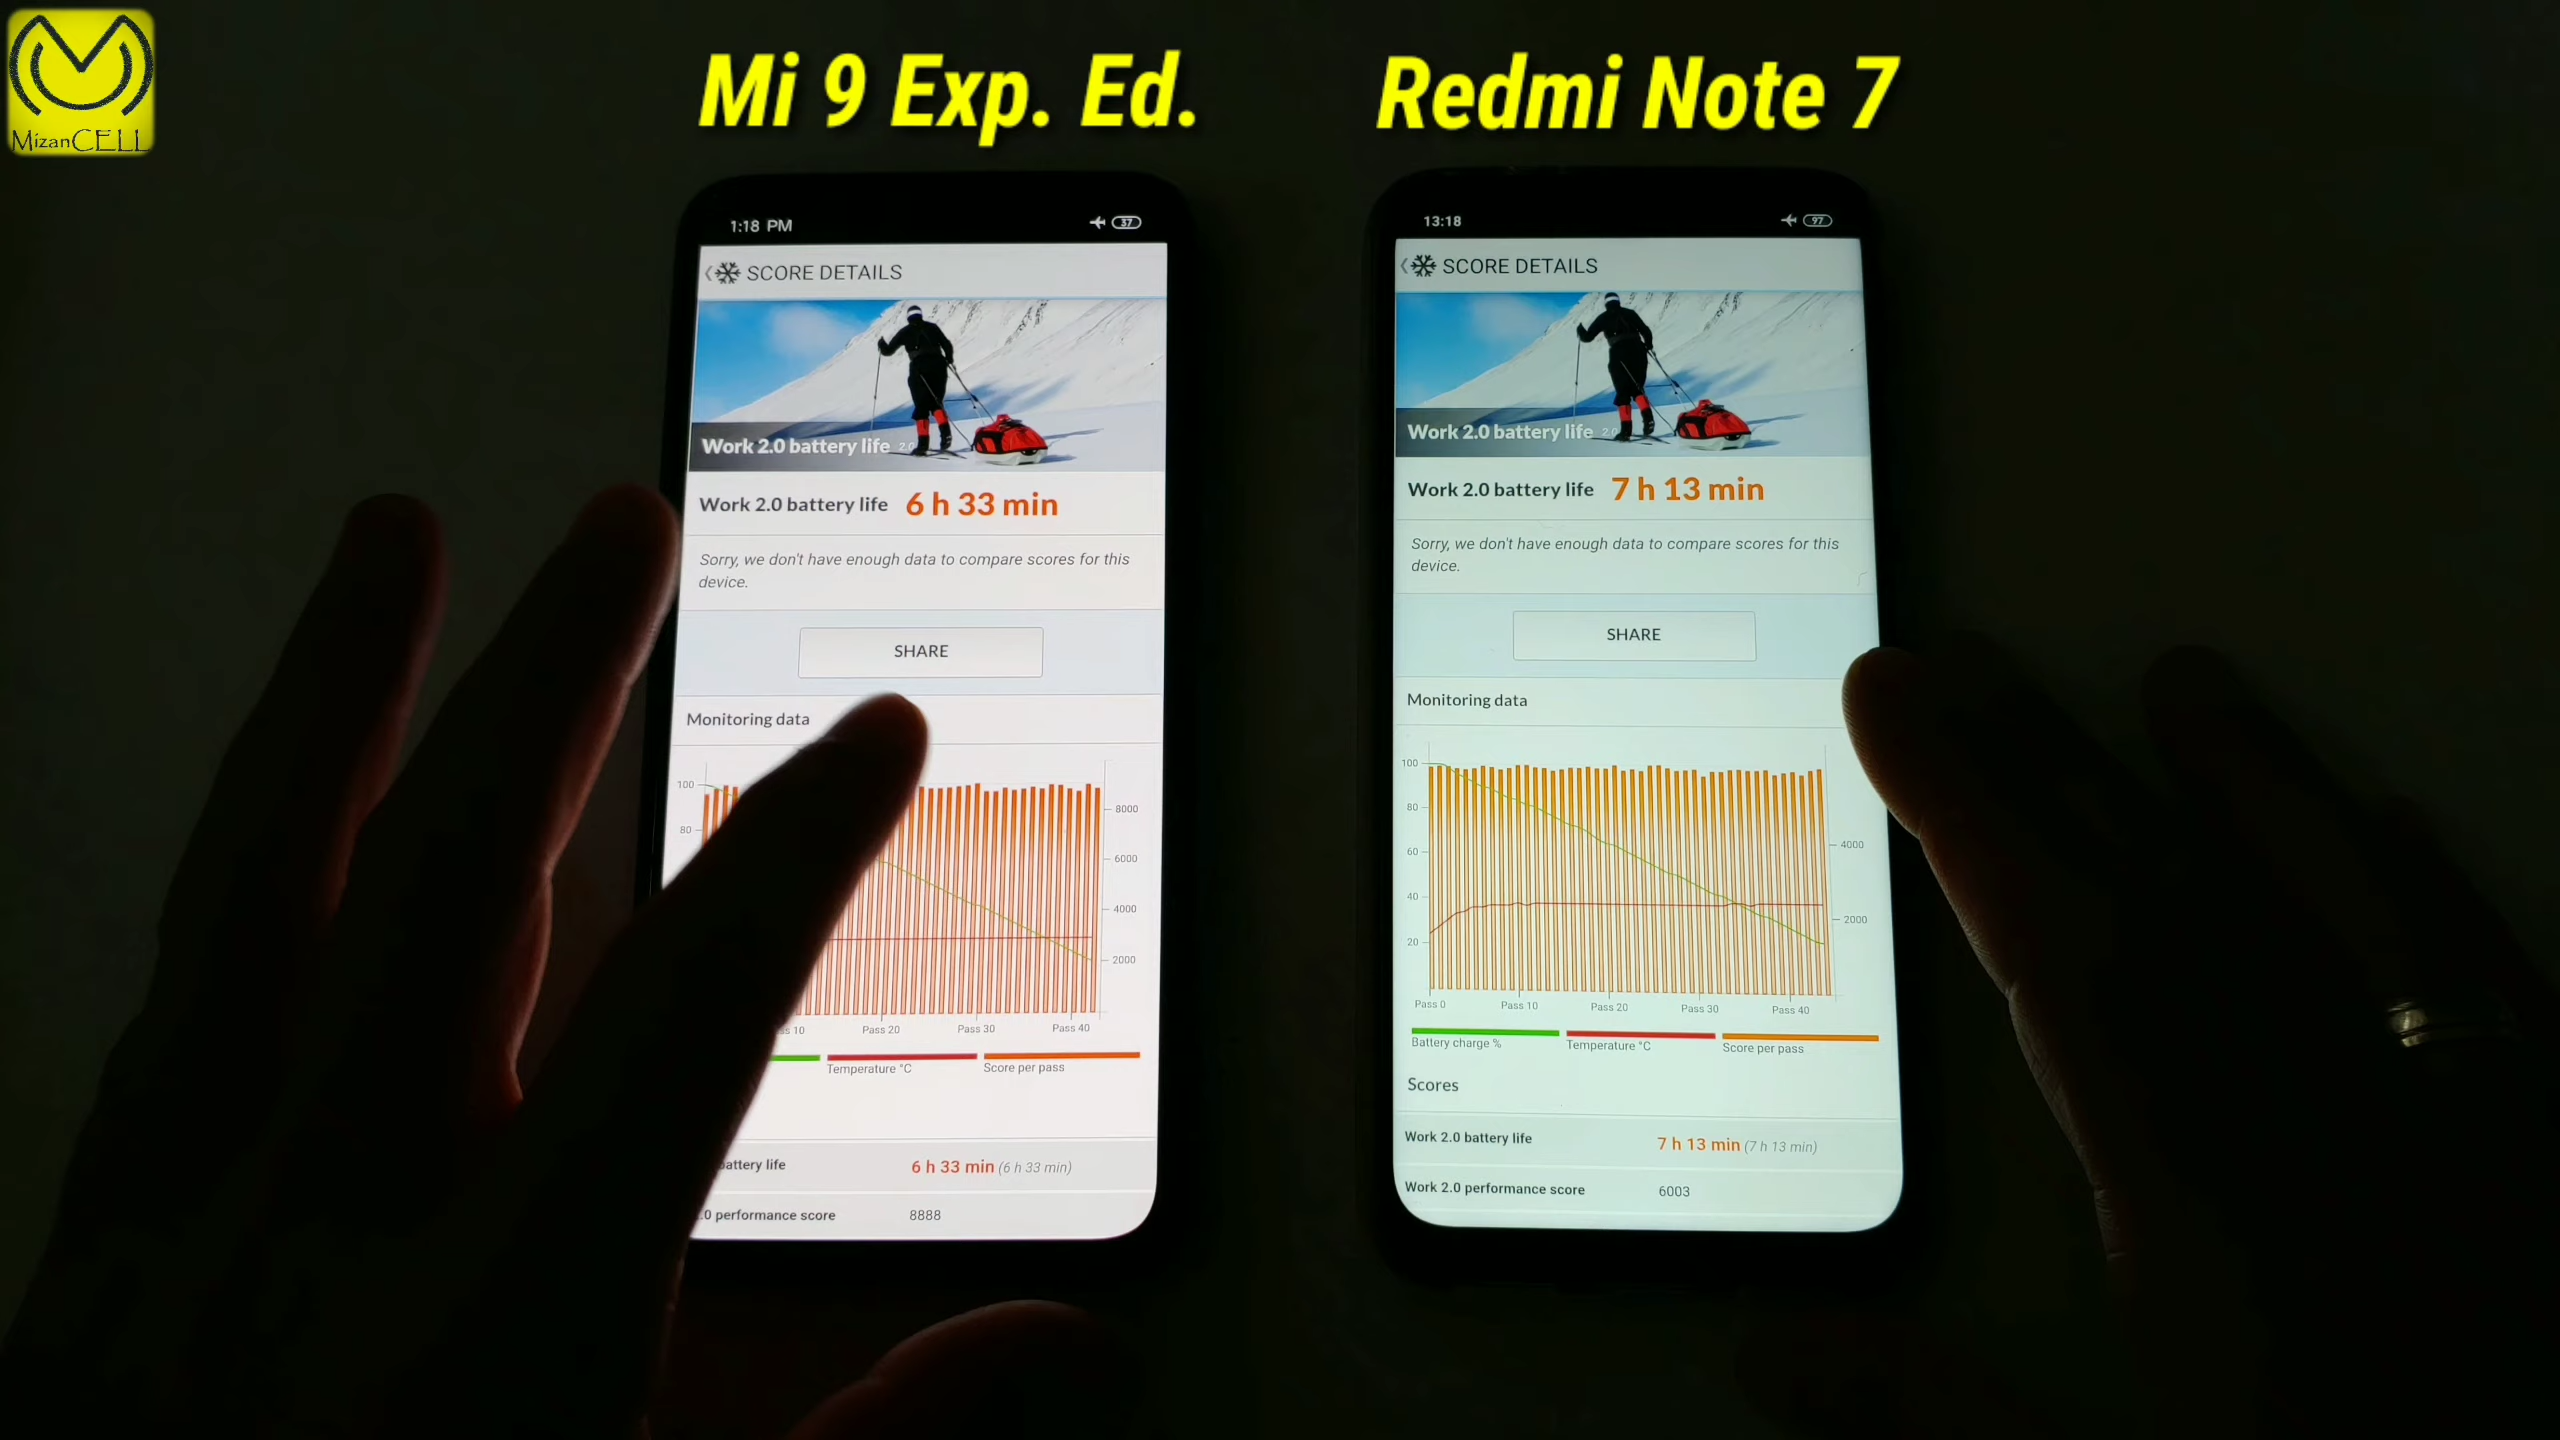 MizanCELL
Mi 9 Exp. Ed.
Redmi Note 7
1:18 PM
37
SCORE DETAILS
Work 2.0 battery life 2.0
Work 2.0 battery life 6 h 33 min
Sorry, we don't have enough data to compare scores for this
device.
SHARE
Monitoring data
100
80
8000
6000
4000
2000
Pass 20
Pass 30
Pass 40
Temperature °C
Score per pass
battery life 6 h 33 min (6 h 33 min)
.0 performance score 8888
13:18
97
SCORE DETAILS
Work 2.0 battery life 2.0
Work 2.0 battery life 7 h 13 min
Sorry, we don't have enough data to compare scores for this
device.
SHARE
Monitoring data
100
80
60
40
20
4000
2000
Pass 0
Pass 10
Pass 20
Pass 30
Pass 40
Battery charge %
Temperature °C
Score per pass
Scores
Work 2.0 battery life 7 h 13 min (7 h 13 min)
Work 2.0 performance score 6003